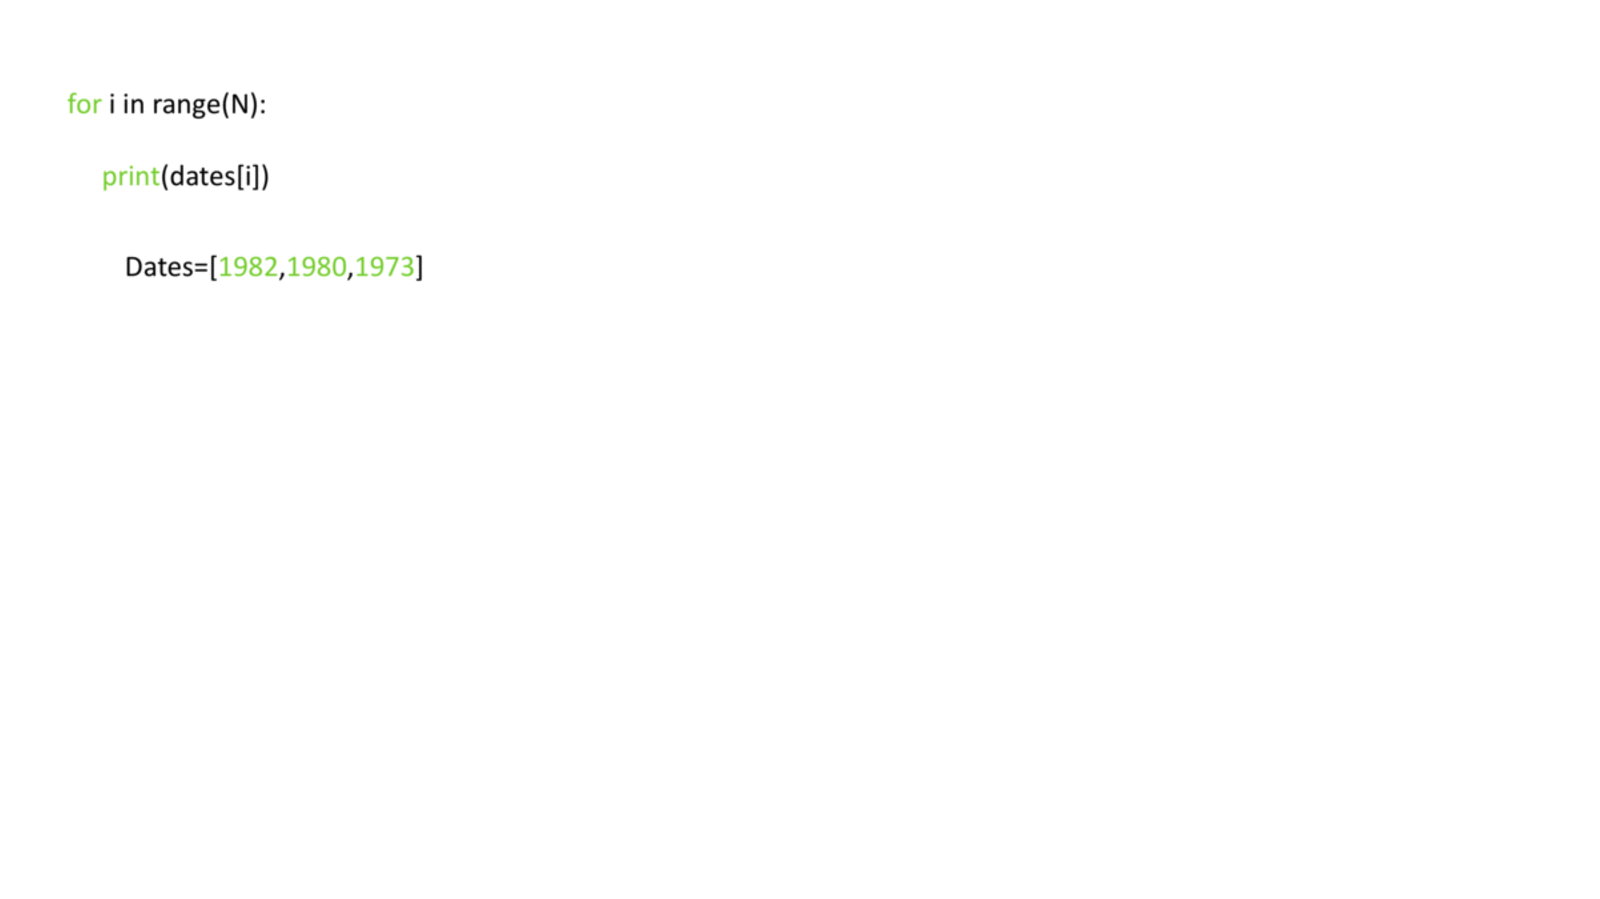 for i in range(N):
print(dates[i])
Dates=[1982,1980,1973]